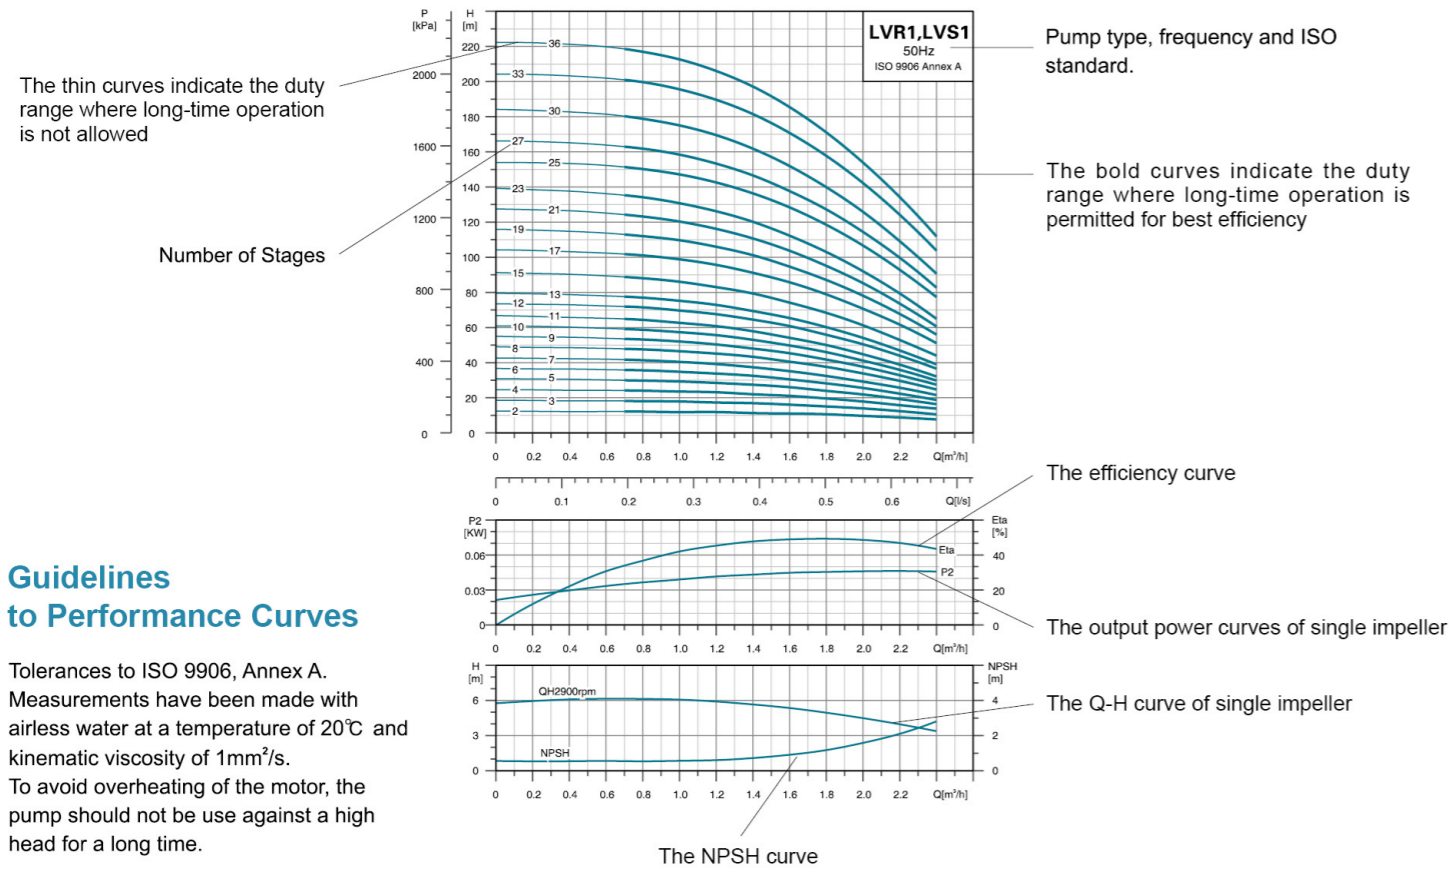 P
[kPa]
H
[m]
LVR1,LVS1
50Hz
ISO 9906 Annex A
Pump type, frequency and ISO
standard.
The thin curves indicate the duty
range where long-time operation
is not allowed
The bold curves indicate the duty
range where long-time operation is
permitted for best efficiency
Number of Stages
2000
1600
1200
800
400
0
220
200
180
160
140
120
100
80
60
40
20
0
36
33
30
27
25
23
21
19
17
15
13
12
11
10
9
8
7
6
5
4
3
2
0 0.2 0.4 0.6 0.8 1.0 1.2 1.4 1.6 1.8 2.0 2.2 Q[m³/h]
0 0.1 0.2 0.3 0.4 0.5 0.6 Q[l/s]
The efficiency curve
P2
[KW]
0.06
0.03
0
Eta
[%]
40
20
0
Eta
P2
0 0.2 0.4 0.6 0.8 1.0 1.2 1.4 1.6 1.8 2.0 2.2 Q[m³/h]
The output power curves of single impeller
H
[m]
6
3
0
NPSH
[m]
4
2
0
QH2900rpm
NPSH
0 0.2 0.4 0.6 0.8 1.0 1.2 1.4 1.6 1.8 2.0 2.2 Q[m³/h]
The Q-H curve of single impeller
The NPSH curve
Guidelines
to Performance Curves
Tolerances to ISO 9906, Annex A.
Measurements have been made with
airless water at a temperature of 20℃ and
kinematic viscosity of 1mm²/s.
To avoid overheating of the motor, the
pump should not be use against a high
head for a long time.